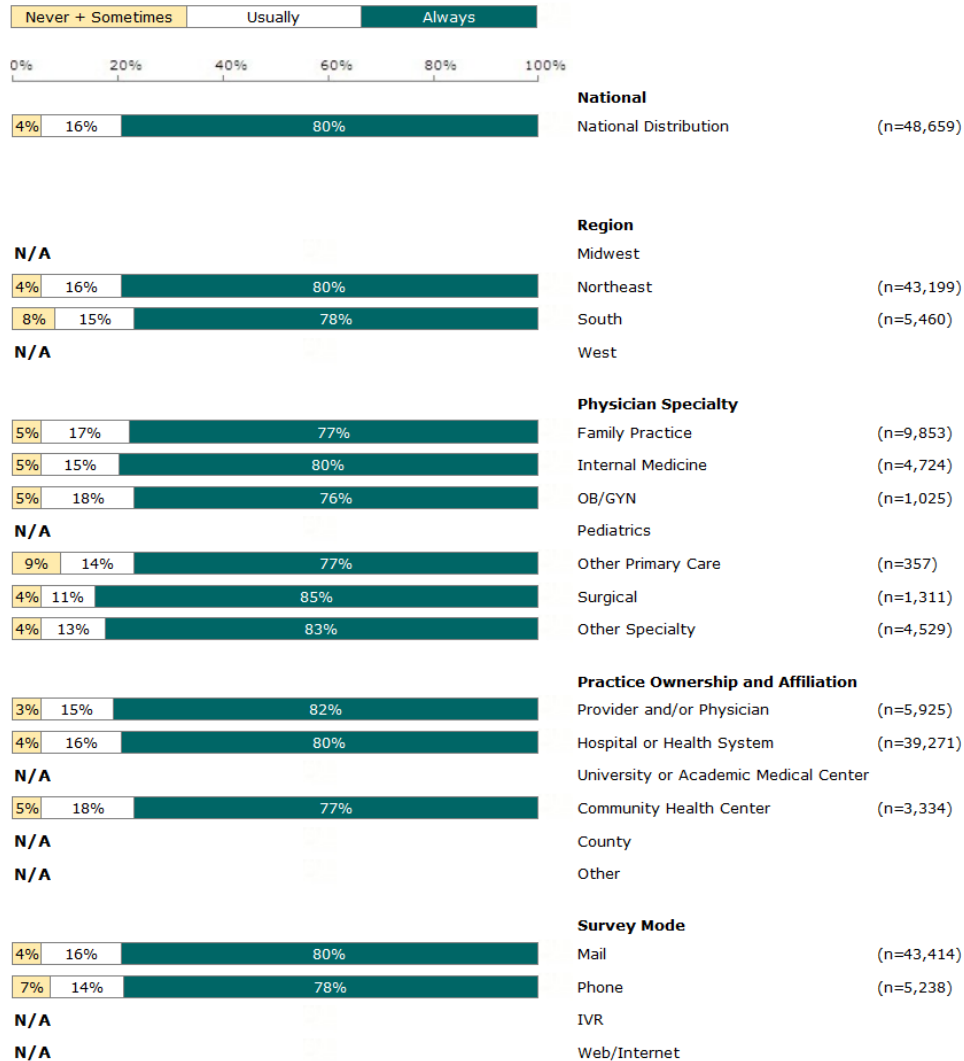 Never + Sometimes Usually Always
0% 20% 40% 60% 80% 100%
National
4% 16% 80% National Distribution (n=48,659)
Region
N/A Midwest
4% 16% 80% Northeast (n=43,199)
8% 15% 78% South (n=5,460)
N/A West
Physician Specialty
5% 17% 77% Family Practice (n=9,853)
5% 15% 80% Internal Medicine (n=4,724)
5% 18% 76% OB/GYN (n=1,025)
N/A Pediatrics
9% 14% 77% Other Primary Care (n=357)
4% 11% 85% Surgical (n=1,311)
4% 13% 83% Other Specialty (n=4,529)
Practice Ownership and Affiliation
3% 15% 82% Provider and/or Physician (n=5,925)
4% 16% 80% Hospital or Health System (n=39,271)
N/A University or Academic Medical Center
5% 18% 77% Community Health Center (n=3,334)
N/A County
N/A Other
Survey Mode
4% 16% 80% Mail (n=43,414)
7% 14% 78% Phone (n=5,238)
N/A IVR
N/A Web/Internet